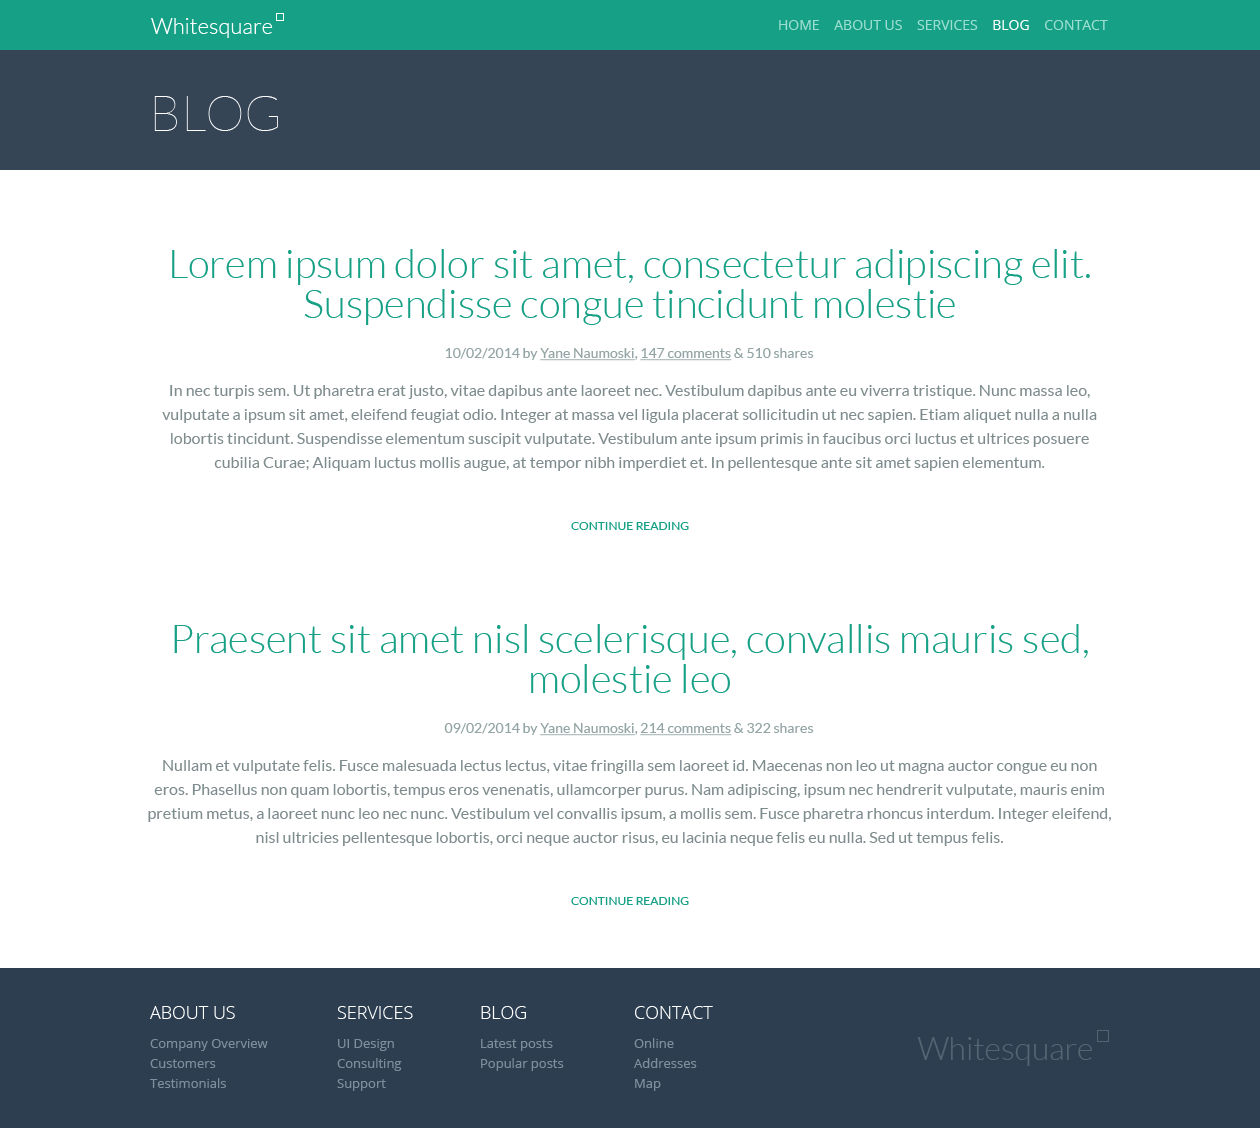 Whitesquare
HOME ABOUT US SERVICES BLOG CONTACT
BLOG
Lorem ipsum dolor sit amet, consectetur adipiscing elit.
Suspendisse congue tincidunt molestie
10/02/2014 by Yane Naumoski, 147 comments & 510 shares
In nec turpis sem. Ut pharetra erat justo, vitae dapibus ante laoreet nec. Vestibulum dapibus ante eu viverra tristique. Nunc massa leo,
vulputate a ipsum sit amet, eleifend feugiat odio. Integer at massa vel ligula placerat sollicitudin ut nec sapien. Etiam aliquet nulla a nulla
lobortis tincidunt. Suspendisse elementum suscipit vulputate. Vestibulum ante ipsum primis in faucibus orci luctus et ultrices posuere
cubilia Curae; Aliquam luctus mollis augue, at tempor nibh imperdiet et. In pellentesque ante sit amet sapien elementum.
CONTINUE READING
Praesent sit amet nisl scelerisque, convallis mauris sed,
molestie leo
09/02/2014 by Yane Naumoski, 214 comments & 322 shares
Nullam et vulputate felis. Fusce malesuada lectus lectus, vitae fringilla sem laoreet id. Maecenas non leo ut magna auctor congue eu non
eros. Phasellus non quam lobortis, tempus eros venenatis, ullamcorper purus. Nam adipiscing, ipsum nec hendrerit vulputate, mauris enim
pretium metus, a laoreet nunc leo nec nunc. Vestibulum vel convallis ipsum, a mollis sem. Fusce pharetra rhoncus interdum. Integer eleifend,
nisl ultricies pellentesque lobortis, orci neque auctor risus, eu lacinia neque felis eu nulla. Sed ut tempus felis.
CONTINUE READING
ABOUT US
Company Overview
Customers
Testimonials
SERVICES
UI Design
Consulting
Support
BLOG
Latest posts
Popular posts
CONTACT
Online
Addresses
Map
Whitesquare